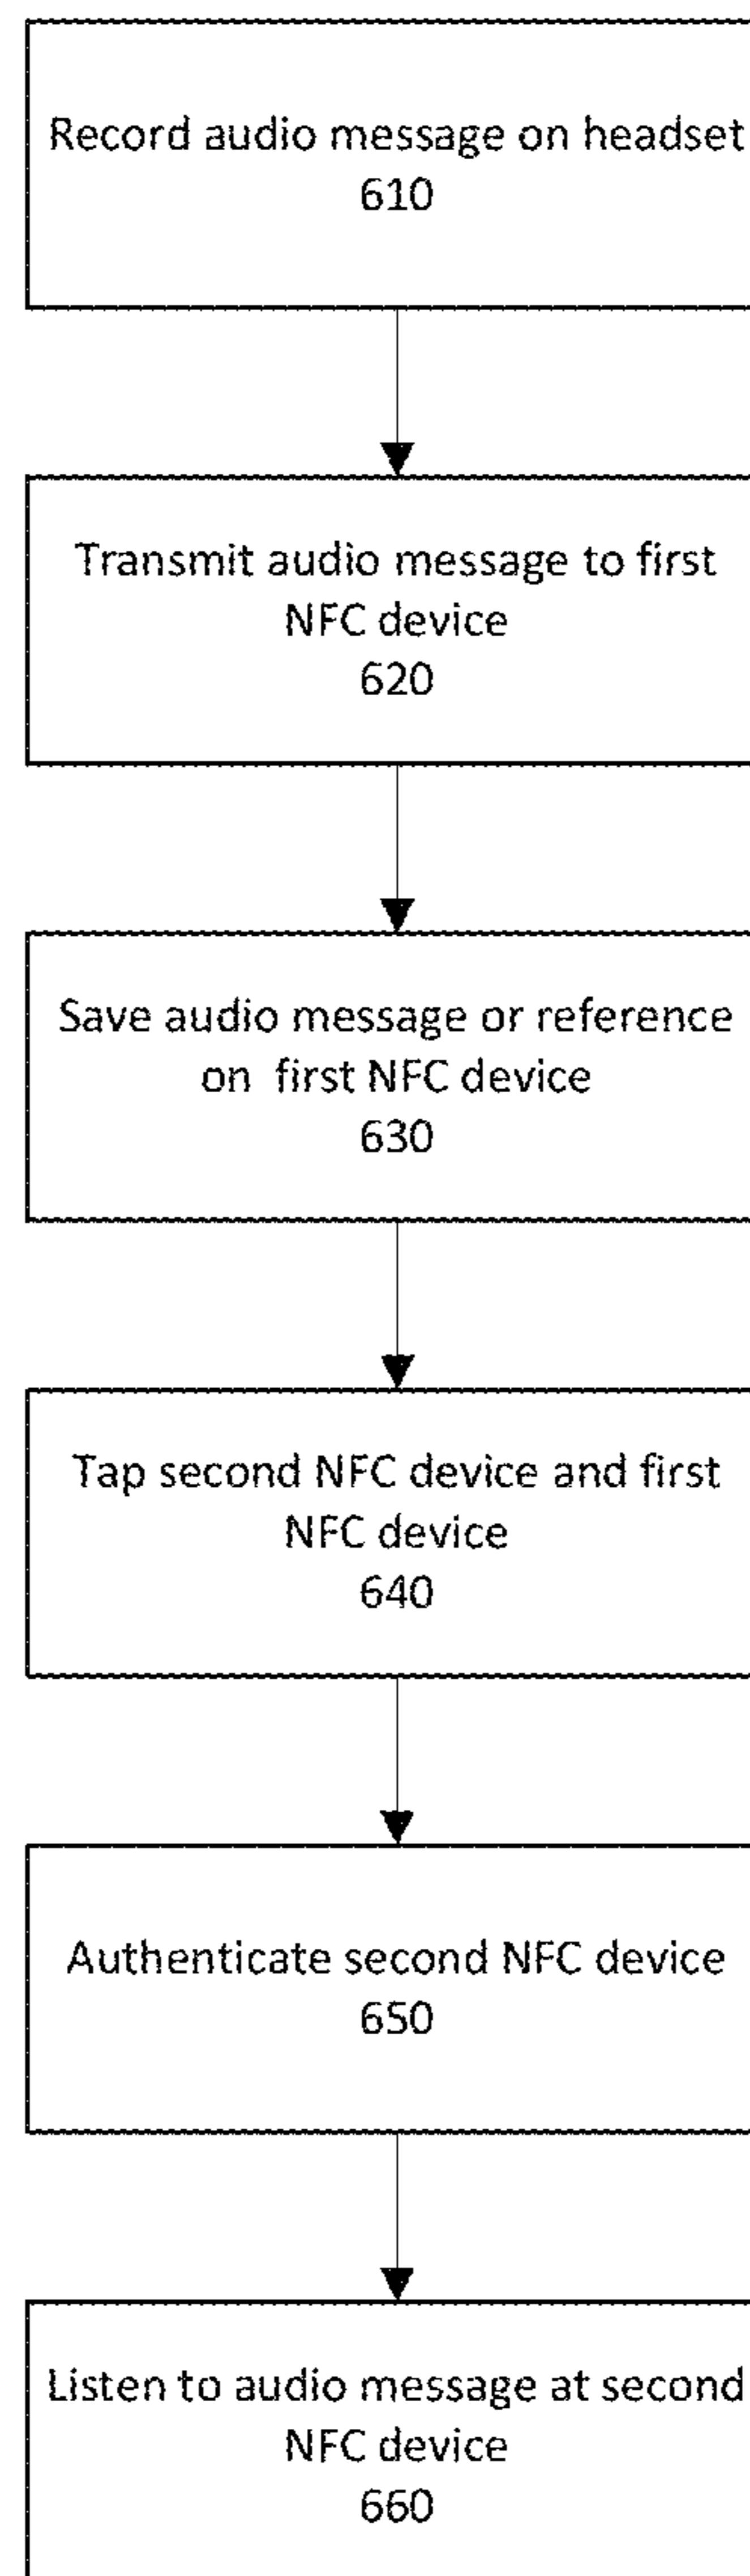 Record audio message on headset
610
Transmit audio message to first
NFC device
620
Save audio message or reference
on first NFC device
630
Tap second NFC device and first
NFC device
640
Authenticate second NFC device
650
Listen to audio message at second
NFC device
660